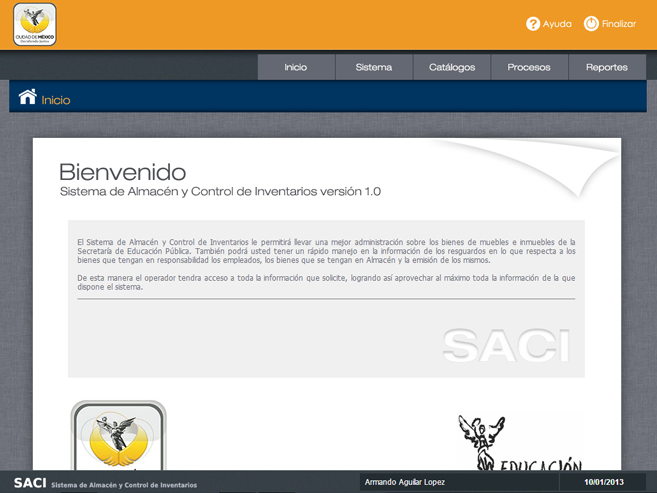 CIUDAD DE MÉXICO
Ayuda
Finalizar
Inicio
Sistema
Catálogos
Procesos
Reportes
Inicio
Bienvenido
Sistema de Almacén y Control de Inventarios versión 1.0
El Sistema de Almacén y Control de Inventarios le permitirá llevar una mejor administración sobre los bienes de muebles e inmuebles de la
Secretaría de Educación Pública. También podrá usted tener un rápido manejo en la información de los resguardos en lo que respecta a los
bienes que tengan en responsabilidad los empleados, los bienes que se tengan en Almacén y la emisión de los mismos.
De esta manera el operador tendra acceso a toda la información que solicite, logrando así aprovechar al máximo toda la información de la que
dispone el sistema.
SACI
EDUCACIÓN
SACI Sistema de Almacén y Control de Inventarios
Armando Aguilar Lopez
10/01/2013